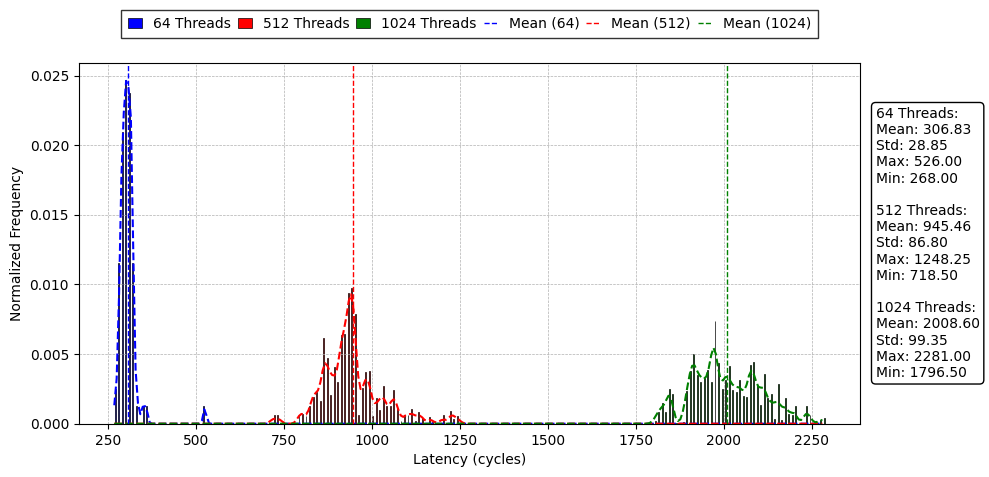 64 Threads 512 Threads 1024 Threads Mean (64) Mean (512) Mean (1024)
Normalized Frequency
0.025
0.020
0.015
0.010
0.005
0.000
250 500 750 1000 1250 1500 1750 2000 2250
Latency (cycles)
64 Threads:
Mean: 306.83
Std: 28.85
Max: 526.00
Min: 268.00
512 Threads:
Mean: 945.46
Std: 86.80
Max: 1248.25
Min: 718.50
1024 Threads:
Mean: 2008.60
Std: 99.35
Max: 2281.00
Min: 1796.50